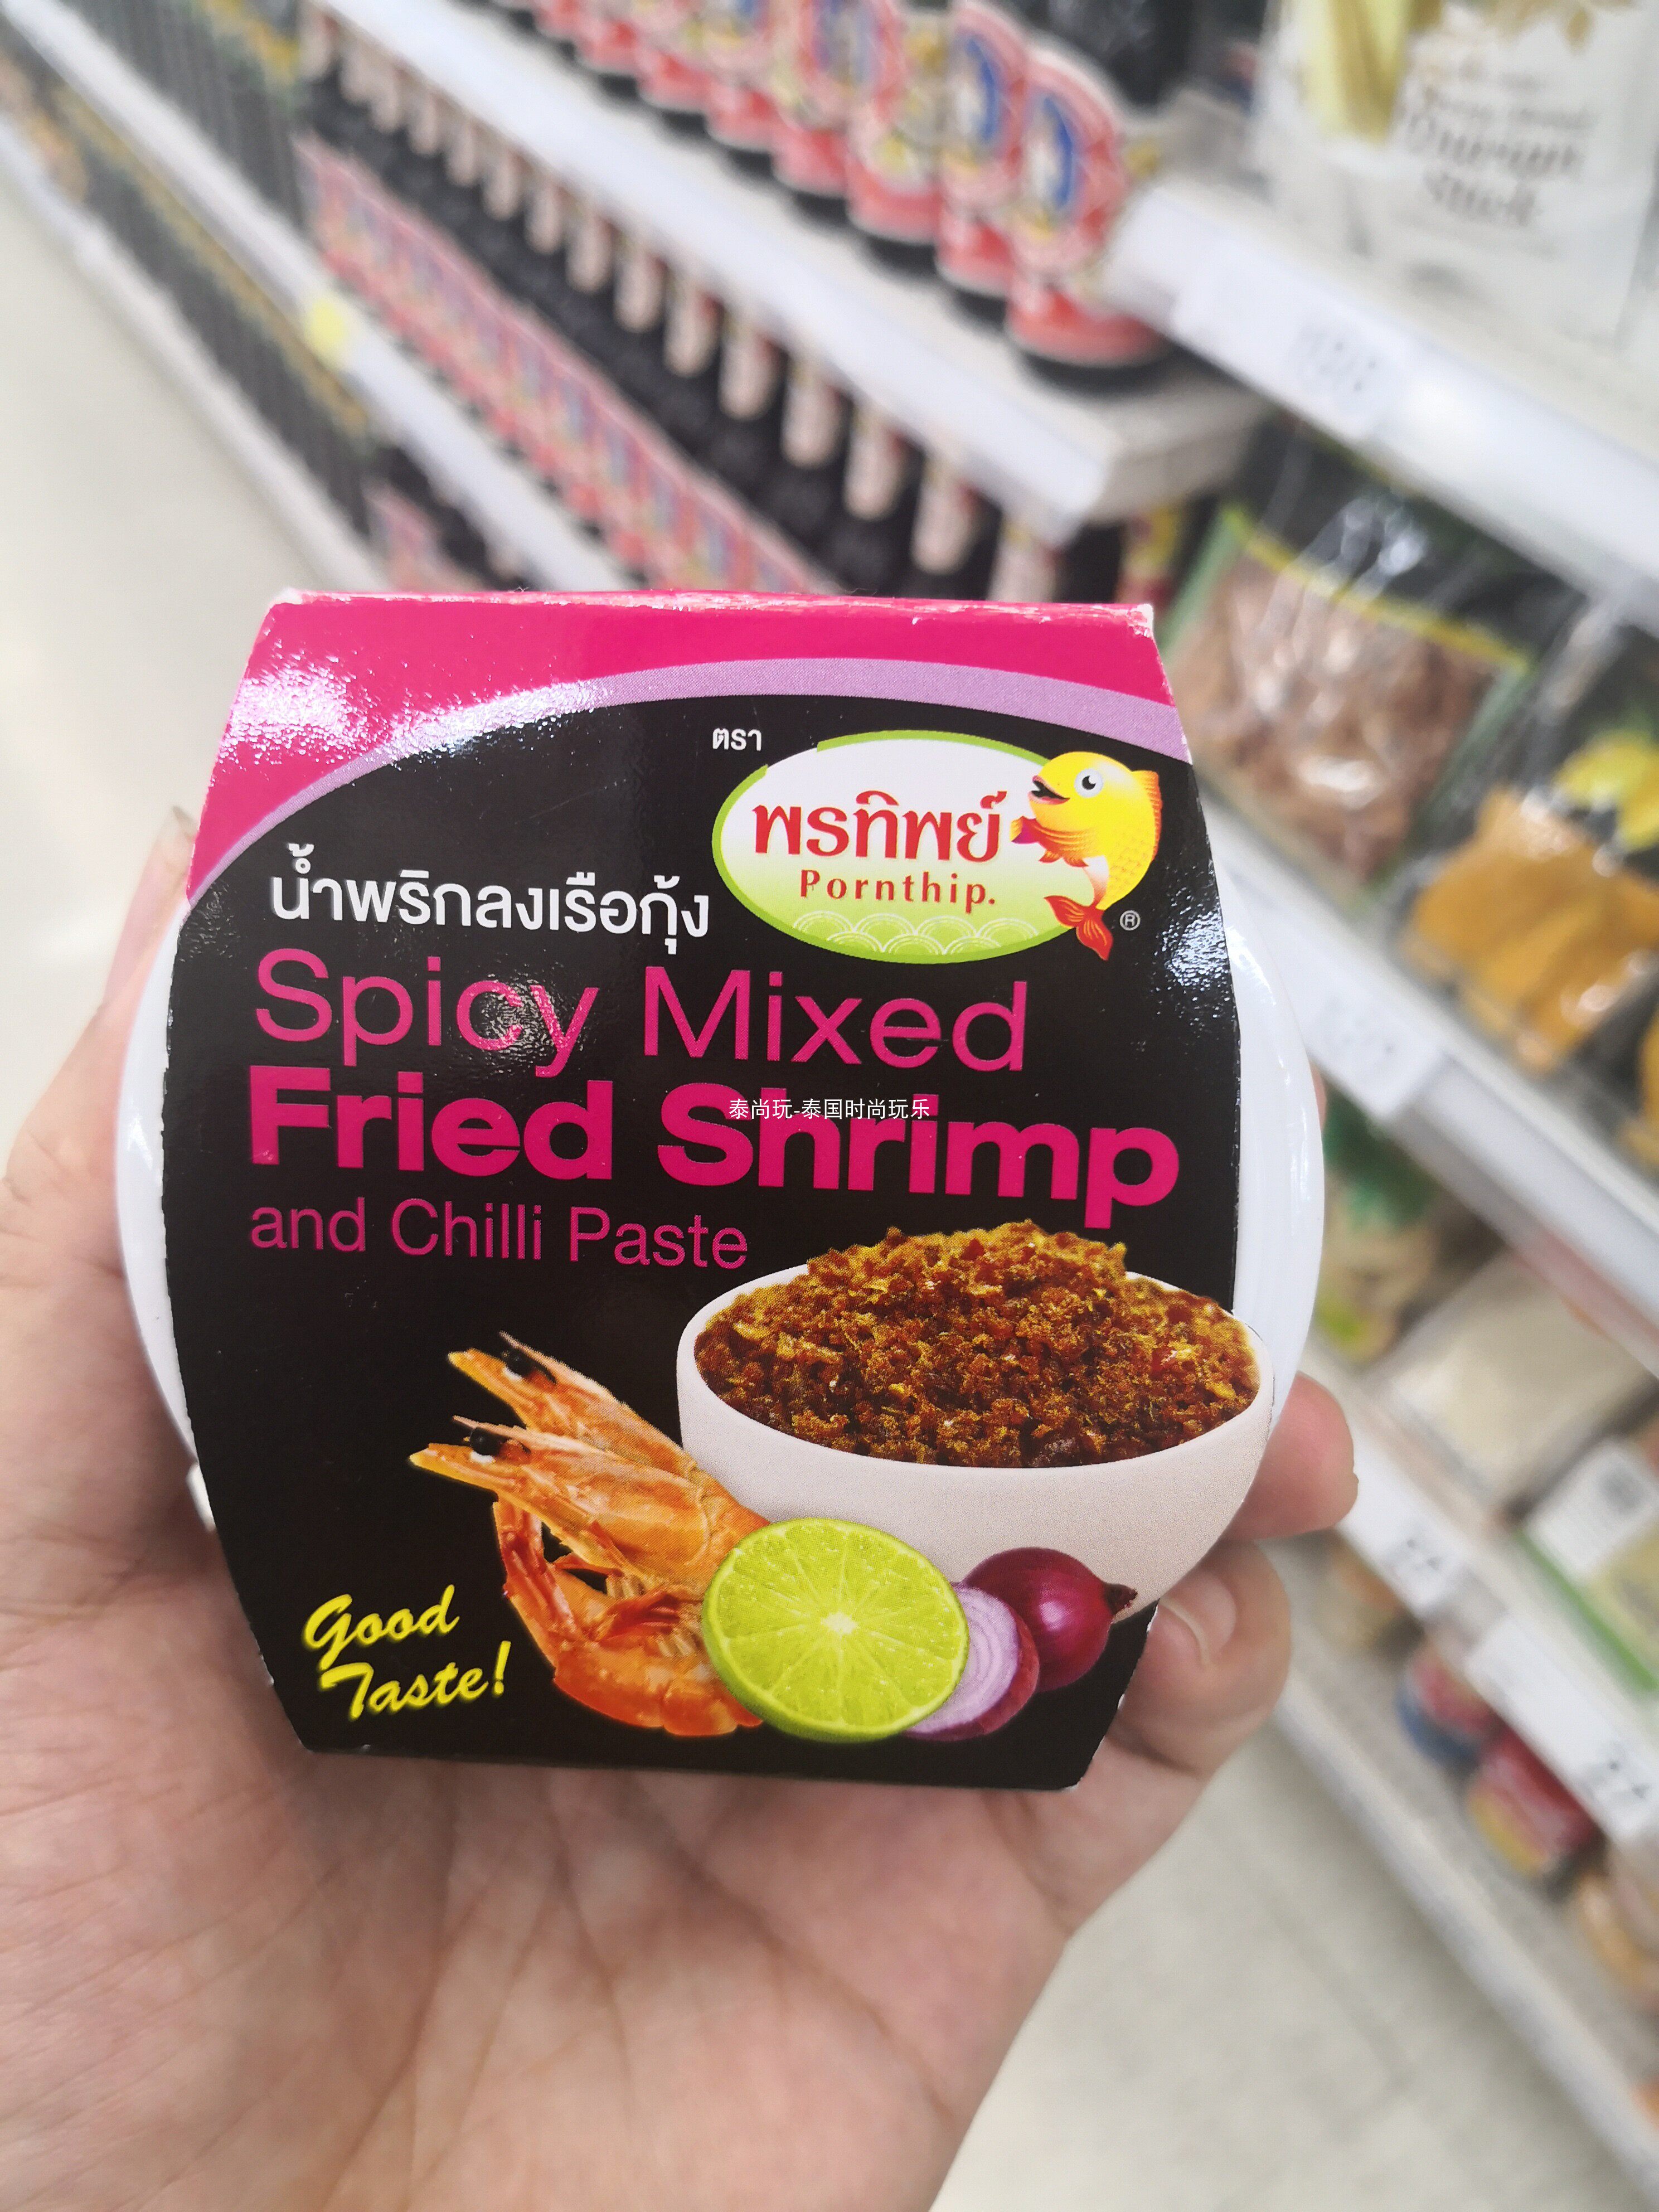 ตรา
พรทิพย์
Pornthip.
®
น้ำพริกลงเรือกุ้ง
Spicy Mixed
Fried Shrimp
泰尚玩-泰国时尚玩乐
and Chilli Paste
Good
Taste!